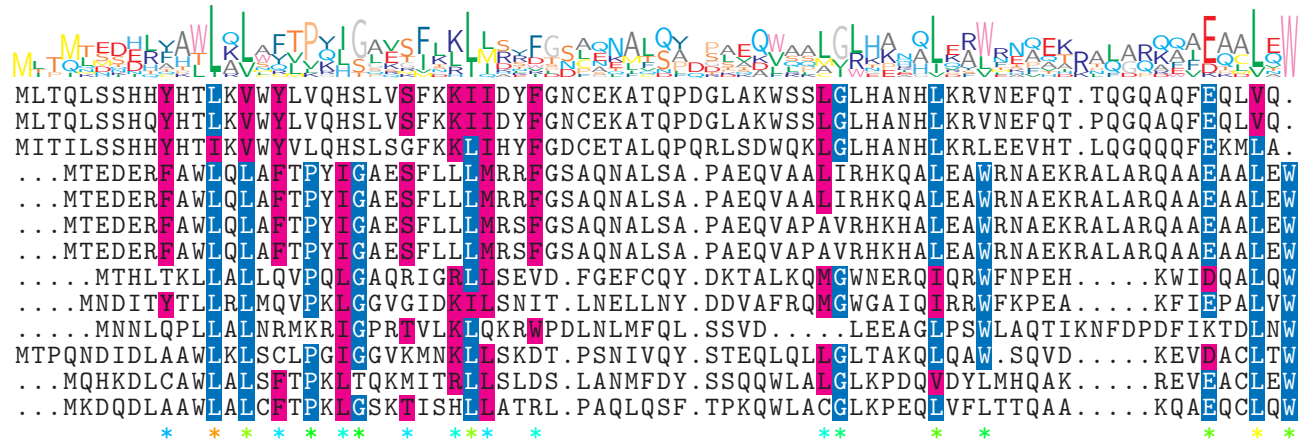 MLTQLSSHHYHTLKVWYLVQHSLVSFKKIIDYFGNCEKATQPDGLAKWSSLGLHANHLKRVNEFQT.TQGQAQFEQLVQ.
MLTQLSSHQYHTLKVWYLVQHSLVSFKKIIDYFGNCEKATQPDGLAKWSSLGLHANHLKRVNEFQT.PQGQAQFEQLVQ.
MITILSSHHYHTIKVWYVLQHSLSGFKKLIHYFGDCETALQPQRLSDWQKLGLHANHLKRLEEVHT.LQGQQQFEKMLA.
...MTEDERFAWLQLAFTPYIGAESFLLLMRRFGSAQNALSA.PAEQVAALIRHKQALEAWRNAEKRALARQAAEAALEW
...MTEDERFAWLQLAFTPYIGAESFLLLMRRFGSAQNALSA.PAEQVAALIRHKQALEAWRNAEKRALARQAAEAALEW
...MTEDERFAWLQLAFTPYIGAESFLLLMRSFGSAQNALSA.PAEQVAPAVRHKHALEAWRNAEKRALARQAAEAALEW
...MTEDERFAWLQLAFTPYIGAESFLLLMRSFGSAQNALSA.PAEQVAPAVRHKHALEAWRNAEKRALARQAAEAALEW
.....MTHLTKLLALLQVPQLGAQRIGRLLSEVD.FGEFCQY.DKTALKQMGWNERQIQRWFNPEH.....KWIDQALQW
....MNDITYTLLRLMQVPKLGGVGIDKILSNIT.LNELLNY.DDVAFRQMGWGAIQIRRWFKPEA.....KFIEPALVW
.....MNNLQPLLALNRMKRIGPRTVLKLQKRWPDLNLMFQL.SSVD.....LEEAGLPSWLAQTIKNFDPDFIKTDLNW
MTPQNDIDLAAWLKLSCLPGIGGVKMNKLLSKDT.PSNIVQY.STEQLQLLGLTAKQLQAW.SQVD.....KEVDACLTW
...MQHKDLCAWLALSFTPKLTQKMITRLLSLDS.LANMFDY.SSQQWLALGLKPDQVDYLMHQAK.....REVEACLEW
...MKDQDLAAWLALCFTPKLGSKTISHLLATRL.PAQLQSF.TPKQWLACGLKPEQLVFLTTQAA.....KQAEQCLQW
* * * * * * * * * * * * * * * * * * *